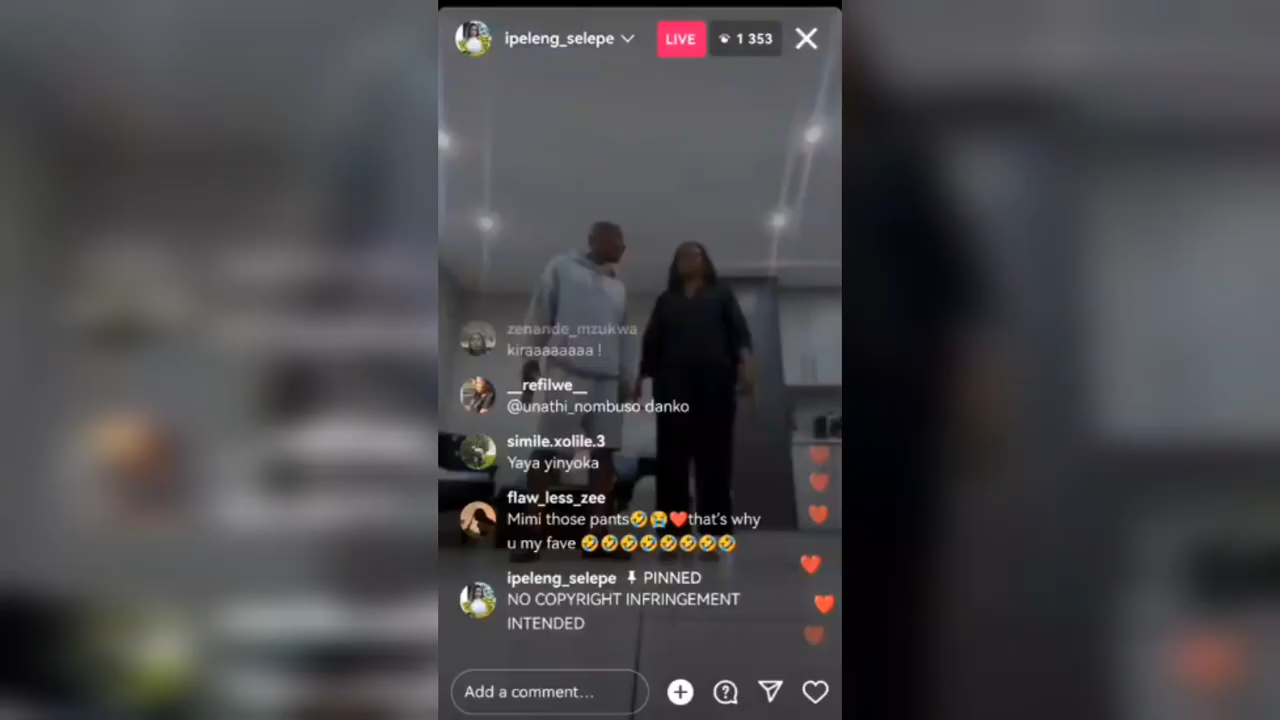 ipeleng_selepe
LIVE
1 353
zenande_mzukwa
kiraaaaaaaa !
__refilwe__
@unathi_nombuso danko
simile.xolile.3
Yaya yinyoka
flaw_less_zee
Mimi those pants🤣😭❤️that's why
u my fave 🤣🤣🤣🤣🤣🤣🤣🤣
ipeleng_selepe PINNED
NO COPYRIGHT INFRINGEMENT
INTENDED
Add a comment...